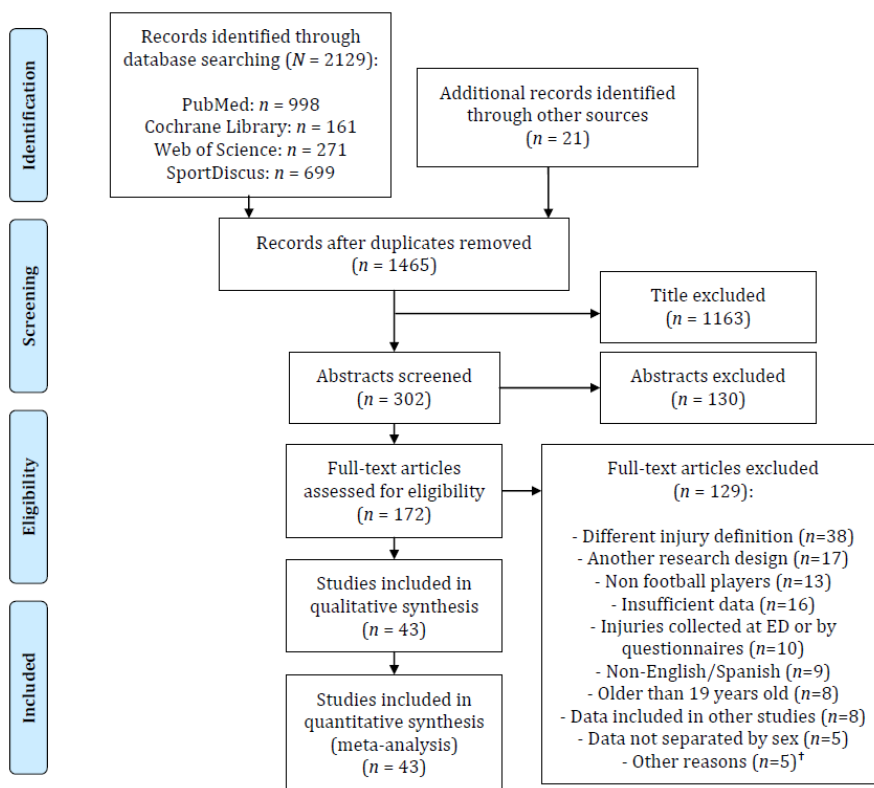 Identification
Records identified through
database searching (N = 2129):
PubMed: n = 998
Cochrane Library: n = 161
Web of Science: n = 271
SportDiscus: n = 699
Additional records identified
through other sources
(n = 21)
Screening
Records after duplicates removed
(n = 1465)
Title excluded
(n = 1163)
Abstracts screened
(n = 302)
Abstracts excluded
(n = 130)
Eligibility
Full-text articles
assessed for eligibility
(n = 172)
Full-text articles excluded
(n = 129):
- Different injury definition (n=38)
- Another research design (n=17)
- Non football players (n=13)
- Insufficient data (n=16)
- Injuries collected at ED or by
questionnaires (n=10)
- Non-English/Spanish (n=9)
- Older than 19 years old (n=8)
- Data included in other studies (n=8)
- Data not separated by sex (n=5)
- Other reasons (n=5)†
Included
Studies included in
qualitative synthesis
(n = 43)
Studies included in
quantitative synthesis
(meta-analysis)
(n = 43)